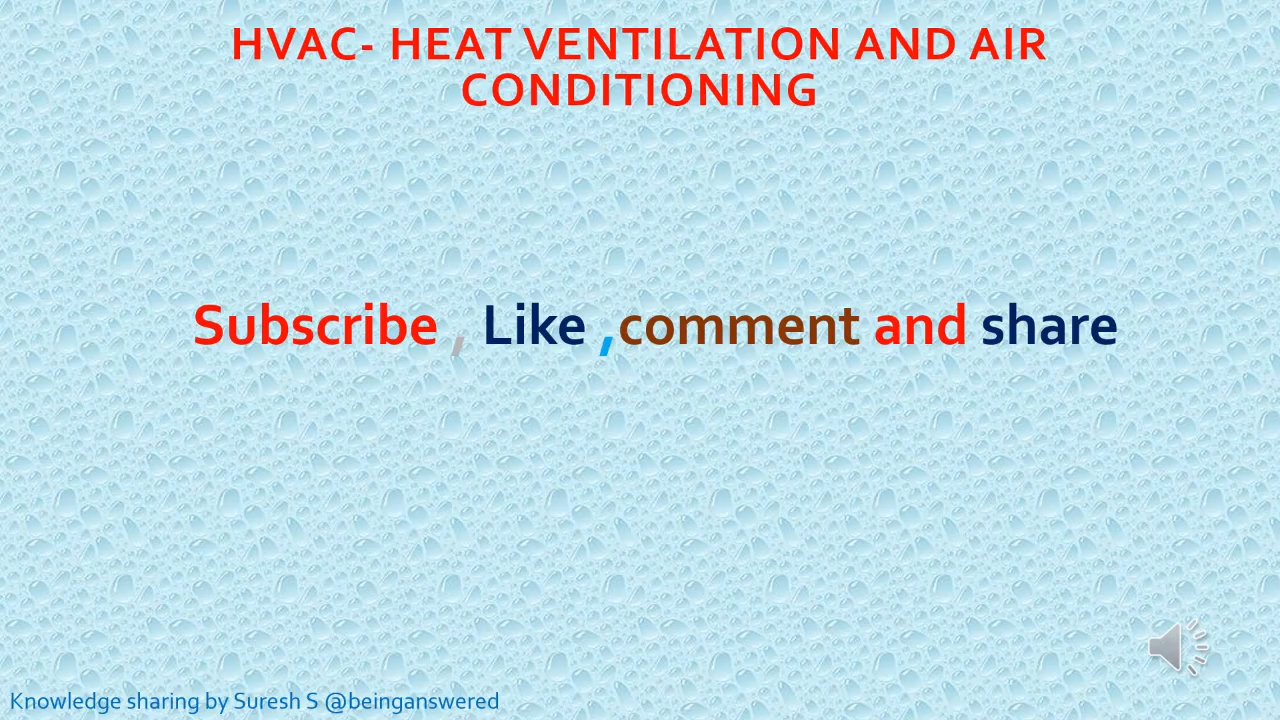 HVAC- HEAT VENTILATION AND AIR
CONDITIONING
Subscribe , Like ,comment and share
Knowledge sharing by Suresh S @beinganswered